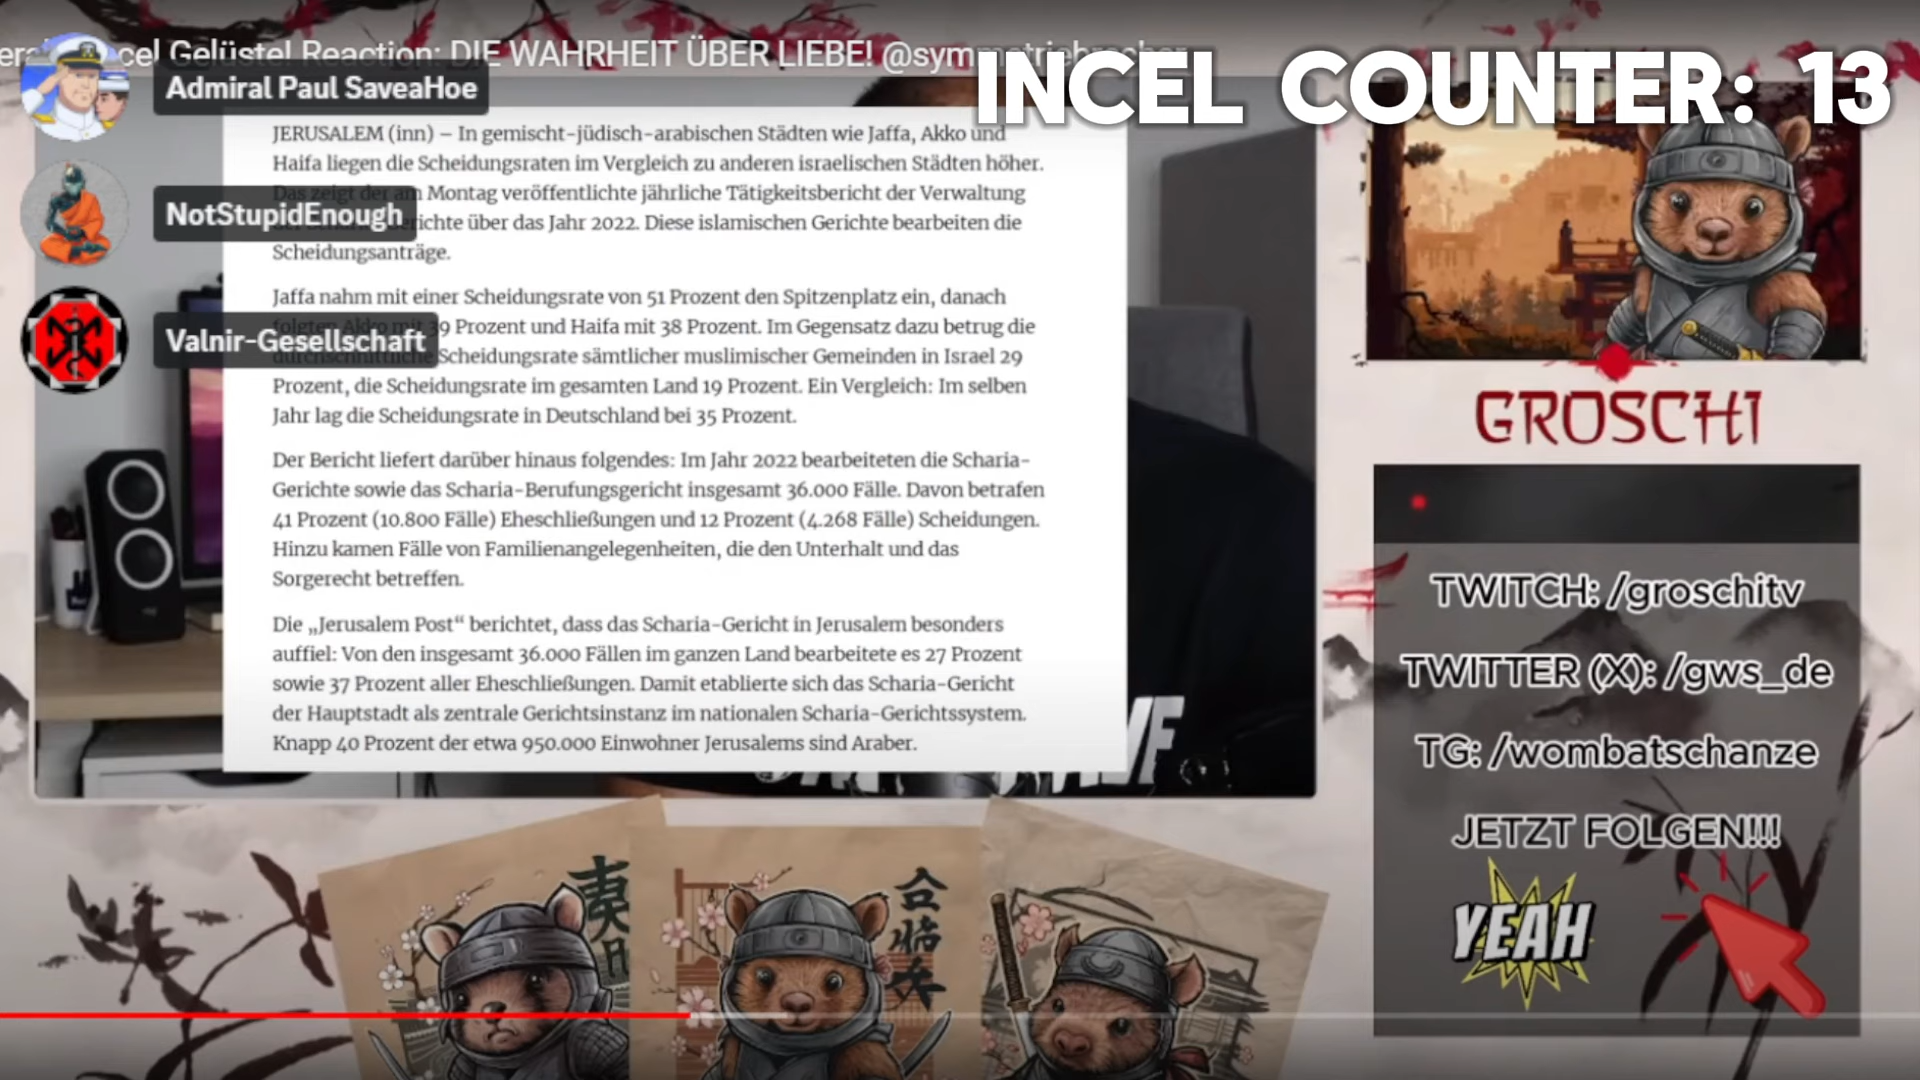 Gelüste! Reaction: DIE WAHRHEIT ÜBER LIEBE!
INCEL COUNTER: 13
Admiral Paul SaveaHoe
NotStupidEnough
Valnir-Gesellschaft
JERUSALEM (inn) – In gemischt-jüdisch-arabischen Städten wie Jaffa, Akko und
Haifa liegen die Scheidungsraten im Vergleich zu anderen israelischen Städten höher.
Das zeigt der am Montag veröffentlichte jährliche Tätigkeitsbericht der Verwaltung
über das Jahr 2022. Diese islamischen Gerichte bearbeiten die
Scheidungsanträge.
Jaffa nahm mit einer Scheidungsrate von 51 Prozent den Spitzenplatz ein, danach
folgten Akko mit 39 Prozent und Haifa mit 38 Prozent. Im Gegensatz dazu betrug die
durchschnittliche Scheidungsrate sämtlicher muslimischer Gemeinden in Israel 29
Prozent, die Scheidungsrate im gesamten Land 19 Prozent. Ein Vergleich: Im selben
Jahr lag die Scheidungsrate in Deutschland bei 35 Prozent.
Der Bericht liefert darüber hinaus folgendes: Im Jahr 2022 bearbeiteten die Scharia-
Gerichte sowie das Scharia-Berufungsgericht insgesamt 36.000 Fälle. Davon betrafen
41 Prozent (10.800 Fälle) Eheschließungen und 12 Prozent (4.268 Fälle) Scheidungen.
Hinzu kamen Fälle von Familienangelegenheiten, die den Unterhalt und das
Sorgerecht betreffen.
Die „Jerusalem Post“ berichtet, dass das Scharia-Gericht in Jerusalem besonders
auffiel: Von den insgesamt 36.000 Fällen im ganzen Land bearbeitete es 27 Prozent
sowie 37 Prozent aller Eheschließungen. Damit etablierte sich das Scharia-Gericht
der Hauptstadt als zentrale Gerichtsinstanz im nationalen Scharia-Gerichtssystem.
Knapp 40 Prozent der etwa 950.000 Einwohner Jerusalems sind Araber.
GROSCHI
TWITCH: /groschitv
TWITTER (X): /gws_de
TG: /wombatschanze
JETZT FOLGEN!!!
YEAH